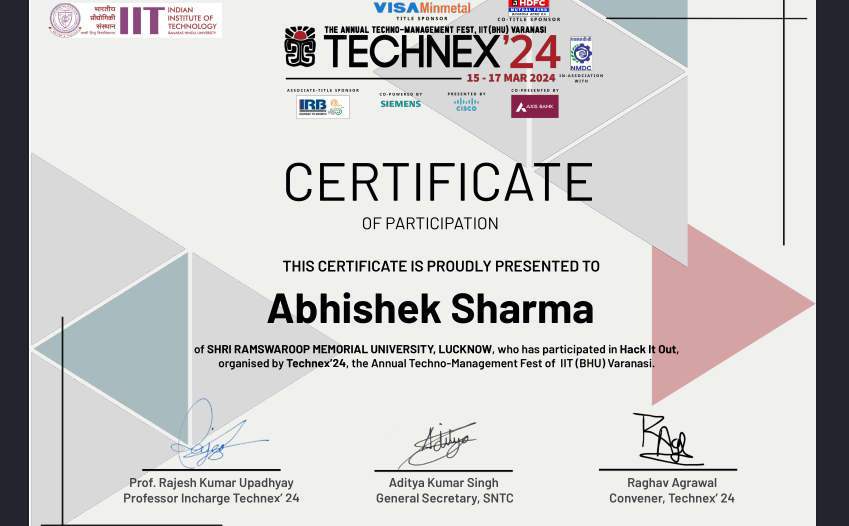 भारतीय
प्रौद्योगिकी
संस्थान
IIT
INDIAN
INSTITUTE OF
TECHNOLOGY
BANARAS HINDU UNIVERSITY
VISA Minmetal
TITLE SPONSOR
HDFC
MUTUAL FUND
CO-TITLE SPONSOR
THE ANNUAL TECHNO-MANAGEMENT FEST, IIT(BHU) VARANASI
TECHNEX'24
15 - 17 MAR 2024
NMDC
IN-ASSOCIATION
WITH
ASSOCIATE-TITLE SPONSOR
IRB
CO-POWERED BY
SIEMENS
PRESENTED BY
CISCO
CO-PRESENTED BY
AXIS BANK
CERTIFICATE
OF PARTICIPATION
THIS CERTIFICATE IS PROUDLY PRESENTED TO
Abhishek Sharma
of SHRI RAMSWAROOP MEMORIAL UNIVERSITY, LUCKNOW, who has participated in Hack It Out,
organised by Technex'24, the Annual Techno-Management Fest of IIT (BHU) Varanasi.
Prof. Rajesh Kumar Upadhyay
Professor Incharge Technex' 24
Aditya Kumar Singh
General Secretary, SNTC
Raghav Agrawal
Convener, Technex' 24